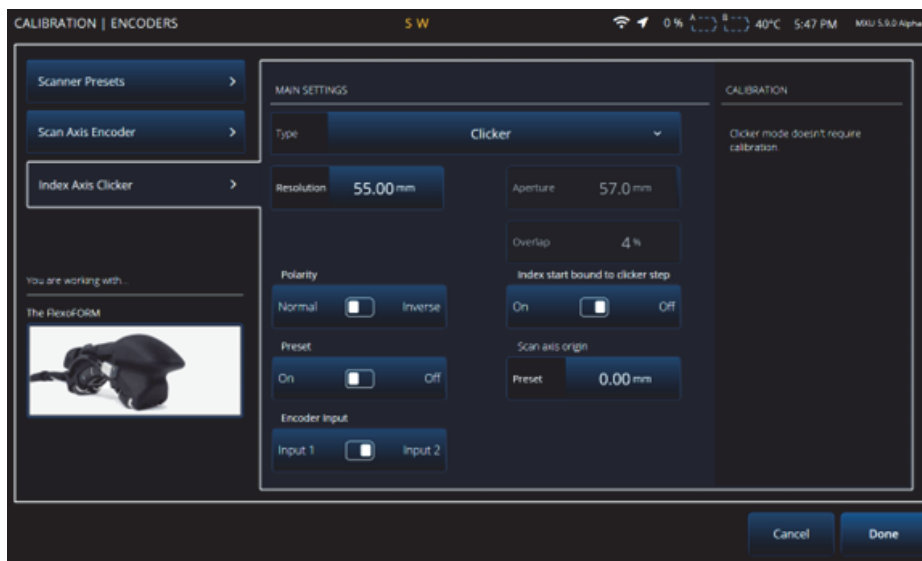 CALIBRATION | ENCODERS
S W
0 % A B 40°C 5:47 PM MXU 5.9.0 Alpha
Scanner Presets
Scan Axis Encoder
Index Axis Clicker
You are working with...
The FlexoFORM
MAIN SETTINGS
Type Clicker
Resolution 55.00 mm
Aperture 57.0 mm
Overlap 4 %
Polarity
Normal Inverse
Index start bound to clicker step
On Off
Preset
On Off
Scan axis origin
Preset 0.00 mm
Encoder Input
Input 1 Input 2
CALIBRATION
Clicker mode doesn't require
calibration.
Cancel Done